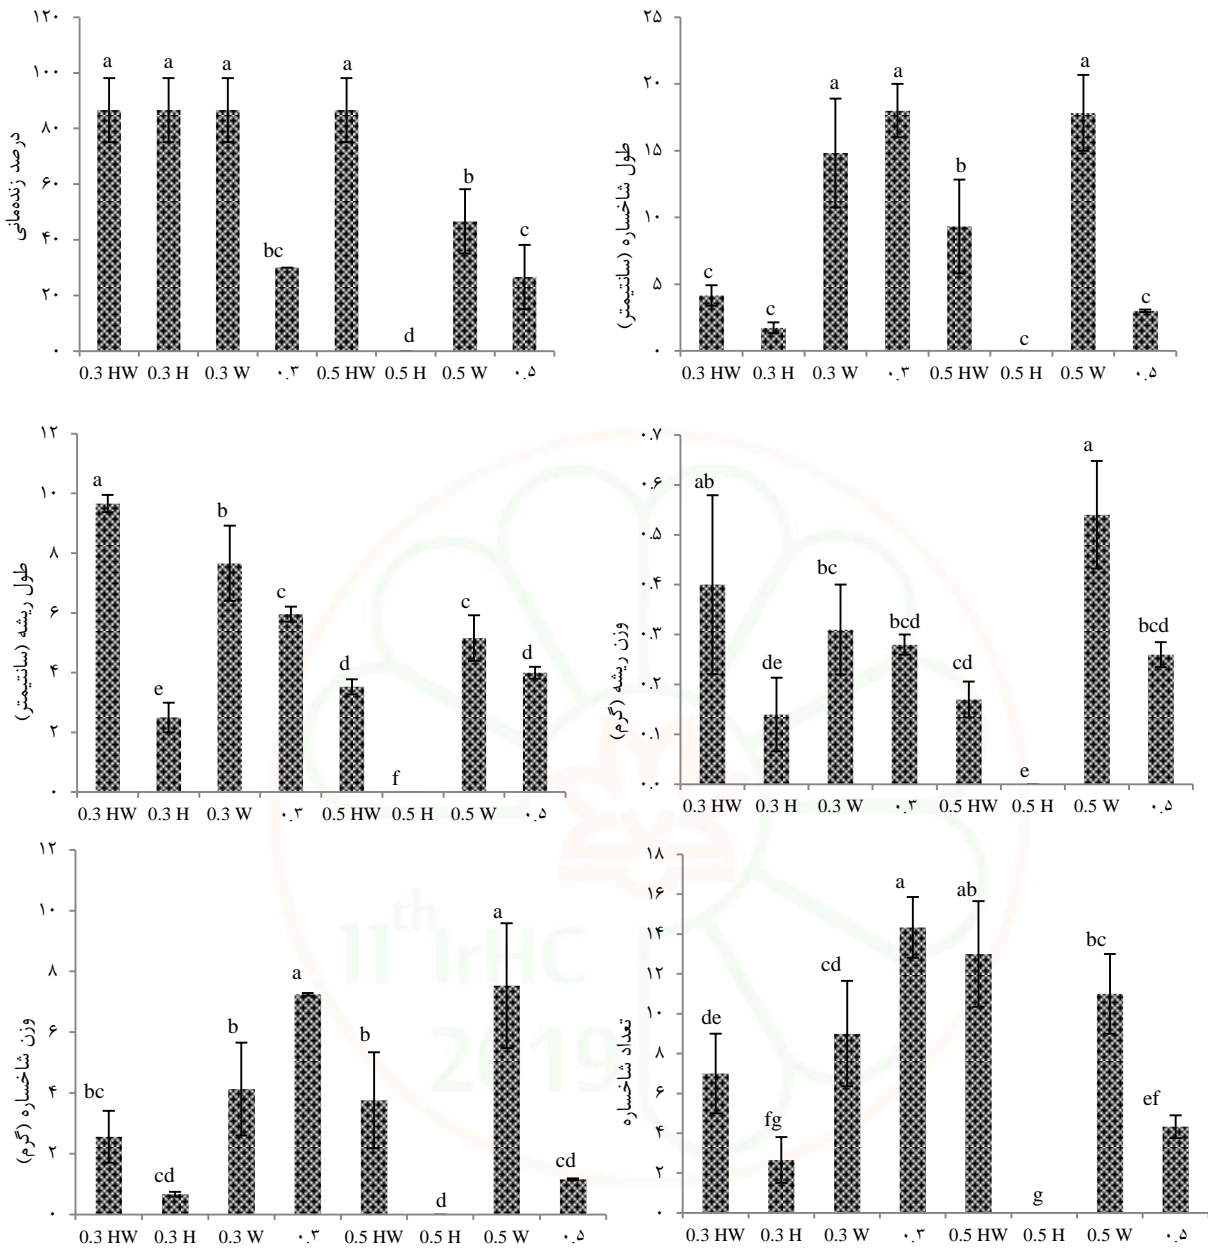 ۱۲۰
۱۰۰
۸۰
۶۰
۴۰
۲۰
۰
درصد زنده‌مانی
a a a bc a d b c
0.3 HW 0.3 H 0.3 W ۰.۳ 0.5 HW 0.5 H 0.5 W ۰.۵
۲۵
۲۰
۱۵
۱۰
۵
۰
طول شاخساره (سانتیمتر)
c c a a b c a c
0.3 HW 0.3 H 0.3 W ۰.۳ 0.5 HW 0.5 H 0.5 W ۰.۵
۱۲
۱۰
۸
۶
۴
۲
۰
طول ریشه (سانتیمتر)
a e b c d f c d
0.3 HW 0.3 H 0.3 W ۰.۳ 0.5 HW 0.5 H 0.5 W ۰.۵
۰.۷
۰.۶
۰.۵
۰.۴
۰.۳
۰.۲
۰.۱
۰.۰
وزن ریشه (گرم)
ab de bc bcd cd e a bcd
0.3 HW 0.3 H 0.3 W ۰.۳ 0.5 HW 0.5 H 0.5 W ۰.۵
۱۲
۱۰
۸
۶
۴
۲
۰
وزن شاخساره (گرم)
bc cd b a b d a cd
0.3 HW 0.3 H 0.3 W ۰.۳ 0.5 HW 0.5 H 0.5 W ۰.۵
۱۸
۱۶
۱۴
۱۲
۱۰
۸
۶
۴
۲
۰
تعداد شاخساره
de fg cd a ab g bc ef
0.3 HW 0.3 H 0.3 W ۰.۳ 0.5 HW 0.5 H 0.5 W ۰.۵
11th IrHC
2019